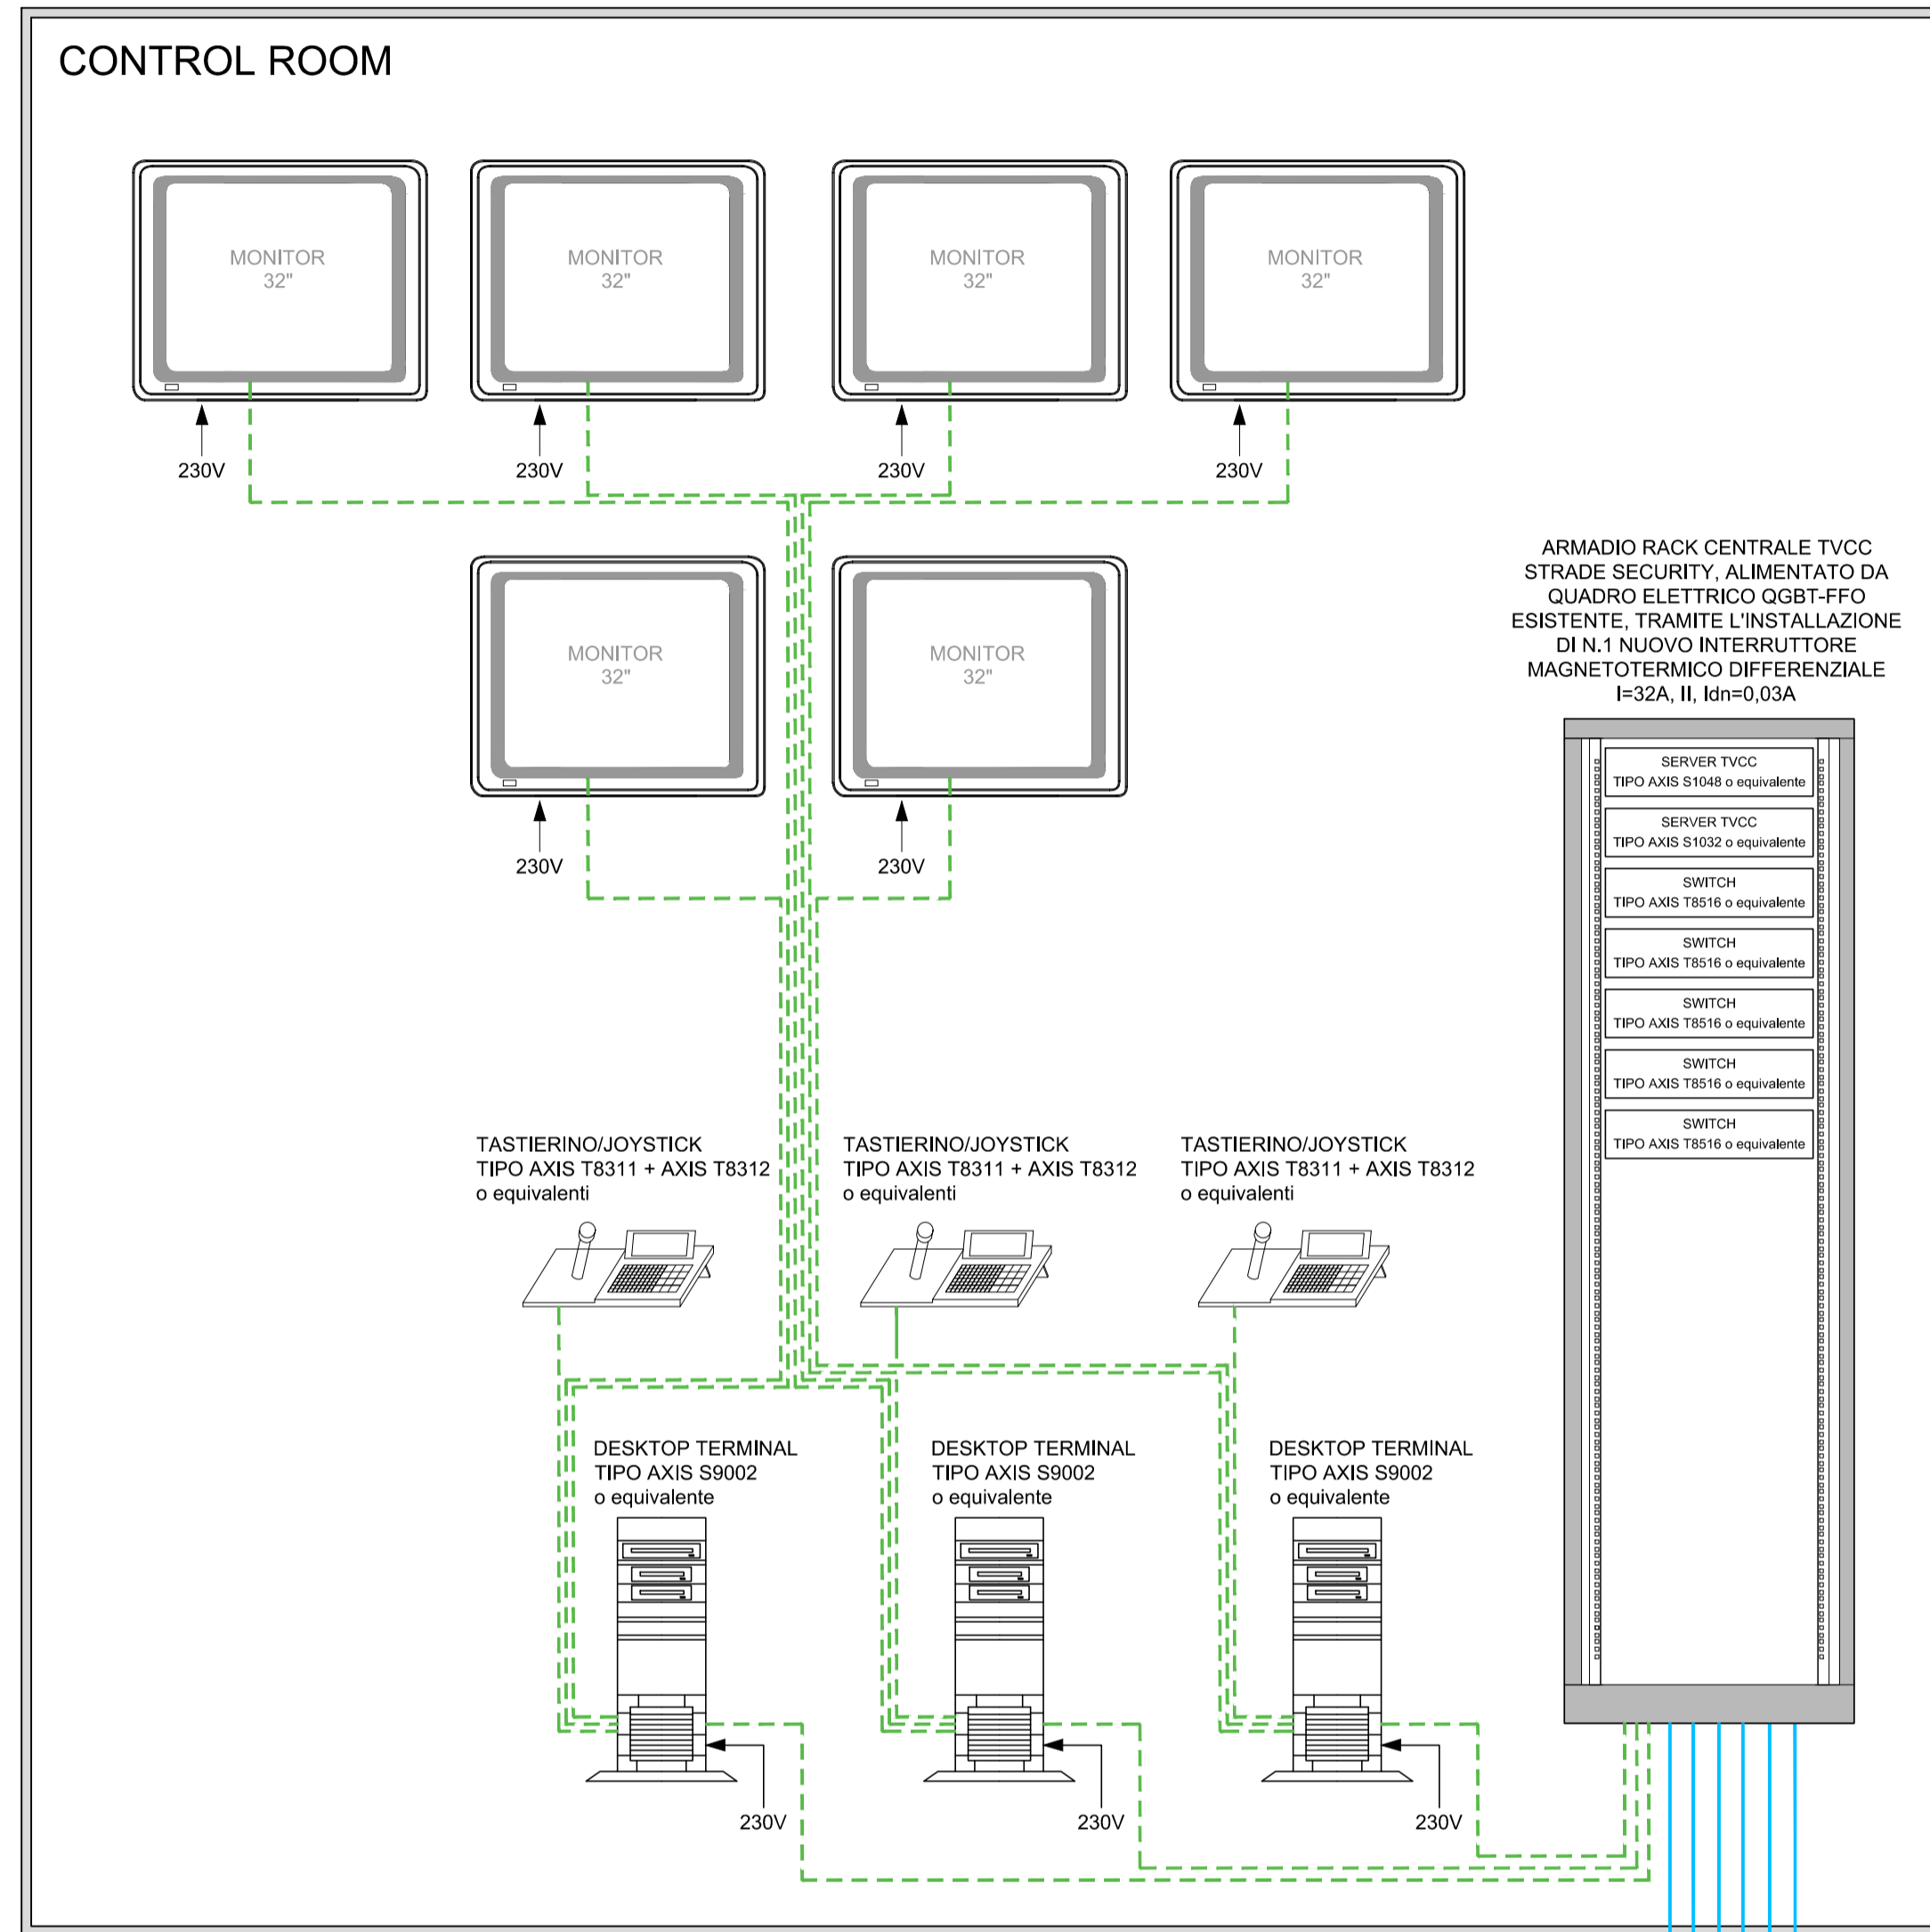 CONTROL ROOM
MONITOR
32"
MONITOR
32"
MONITOR
32"
MONITOR
32"
230V
230V
230V
230V
MONITOR
32"
MONITOR
32"
230V
230V
ARMADIO RACK CENTRALE TVCC
STRADE SECURITY, ALIMENTATO DA
QUADRO ELETTRICO QGBT-FFO
ESISTENTE, TRAMITE L'INSTALLAZIONE
DI N.1 NUOVO INTERRUTTORE
MAGNETOTERMICO DIFFERENZIALE
I=32A, II, Idn=0,03A
SERVER TVCC
TIPO AXIS S1048 o equivalente
SERVER TVCC
TIPO AXIS S1032 o equivalente
SWITCH
TIPO AXIS T8516 o equivalente
SWITCH
TIPO AXIS T8516 o equivalente
SWITCH
TIPO AXIS T8516 o equivalente
SWITCH
TIPO AXIS T8516 o equivalente
SWITCH
TIPO AXIS T8516 o equivalente
TASTIERINO/JOYSTICK
TIPO AXIS T8311 + AXIS T8312
o equivalenti
TASTIERINO/JOYSTICK
TIPO AXIS T8311 + AXIS T8312
o equivalenti
TASTIERINO/JOYSTICK
TIPO AXIS T8311 + AXIS T8312
o equivalenti
DESKTOP TERMINAL
TIPO AXIS S9002
o equivalente
DESKTOP TERMINAL
TIPO AXIS S9002
o equivalente
DESKTOP TERMINAL
TIPO AXIS S9002
o equivalente
230V
230V
230V